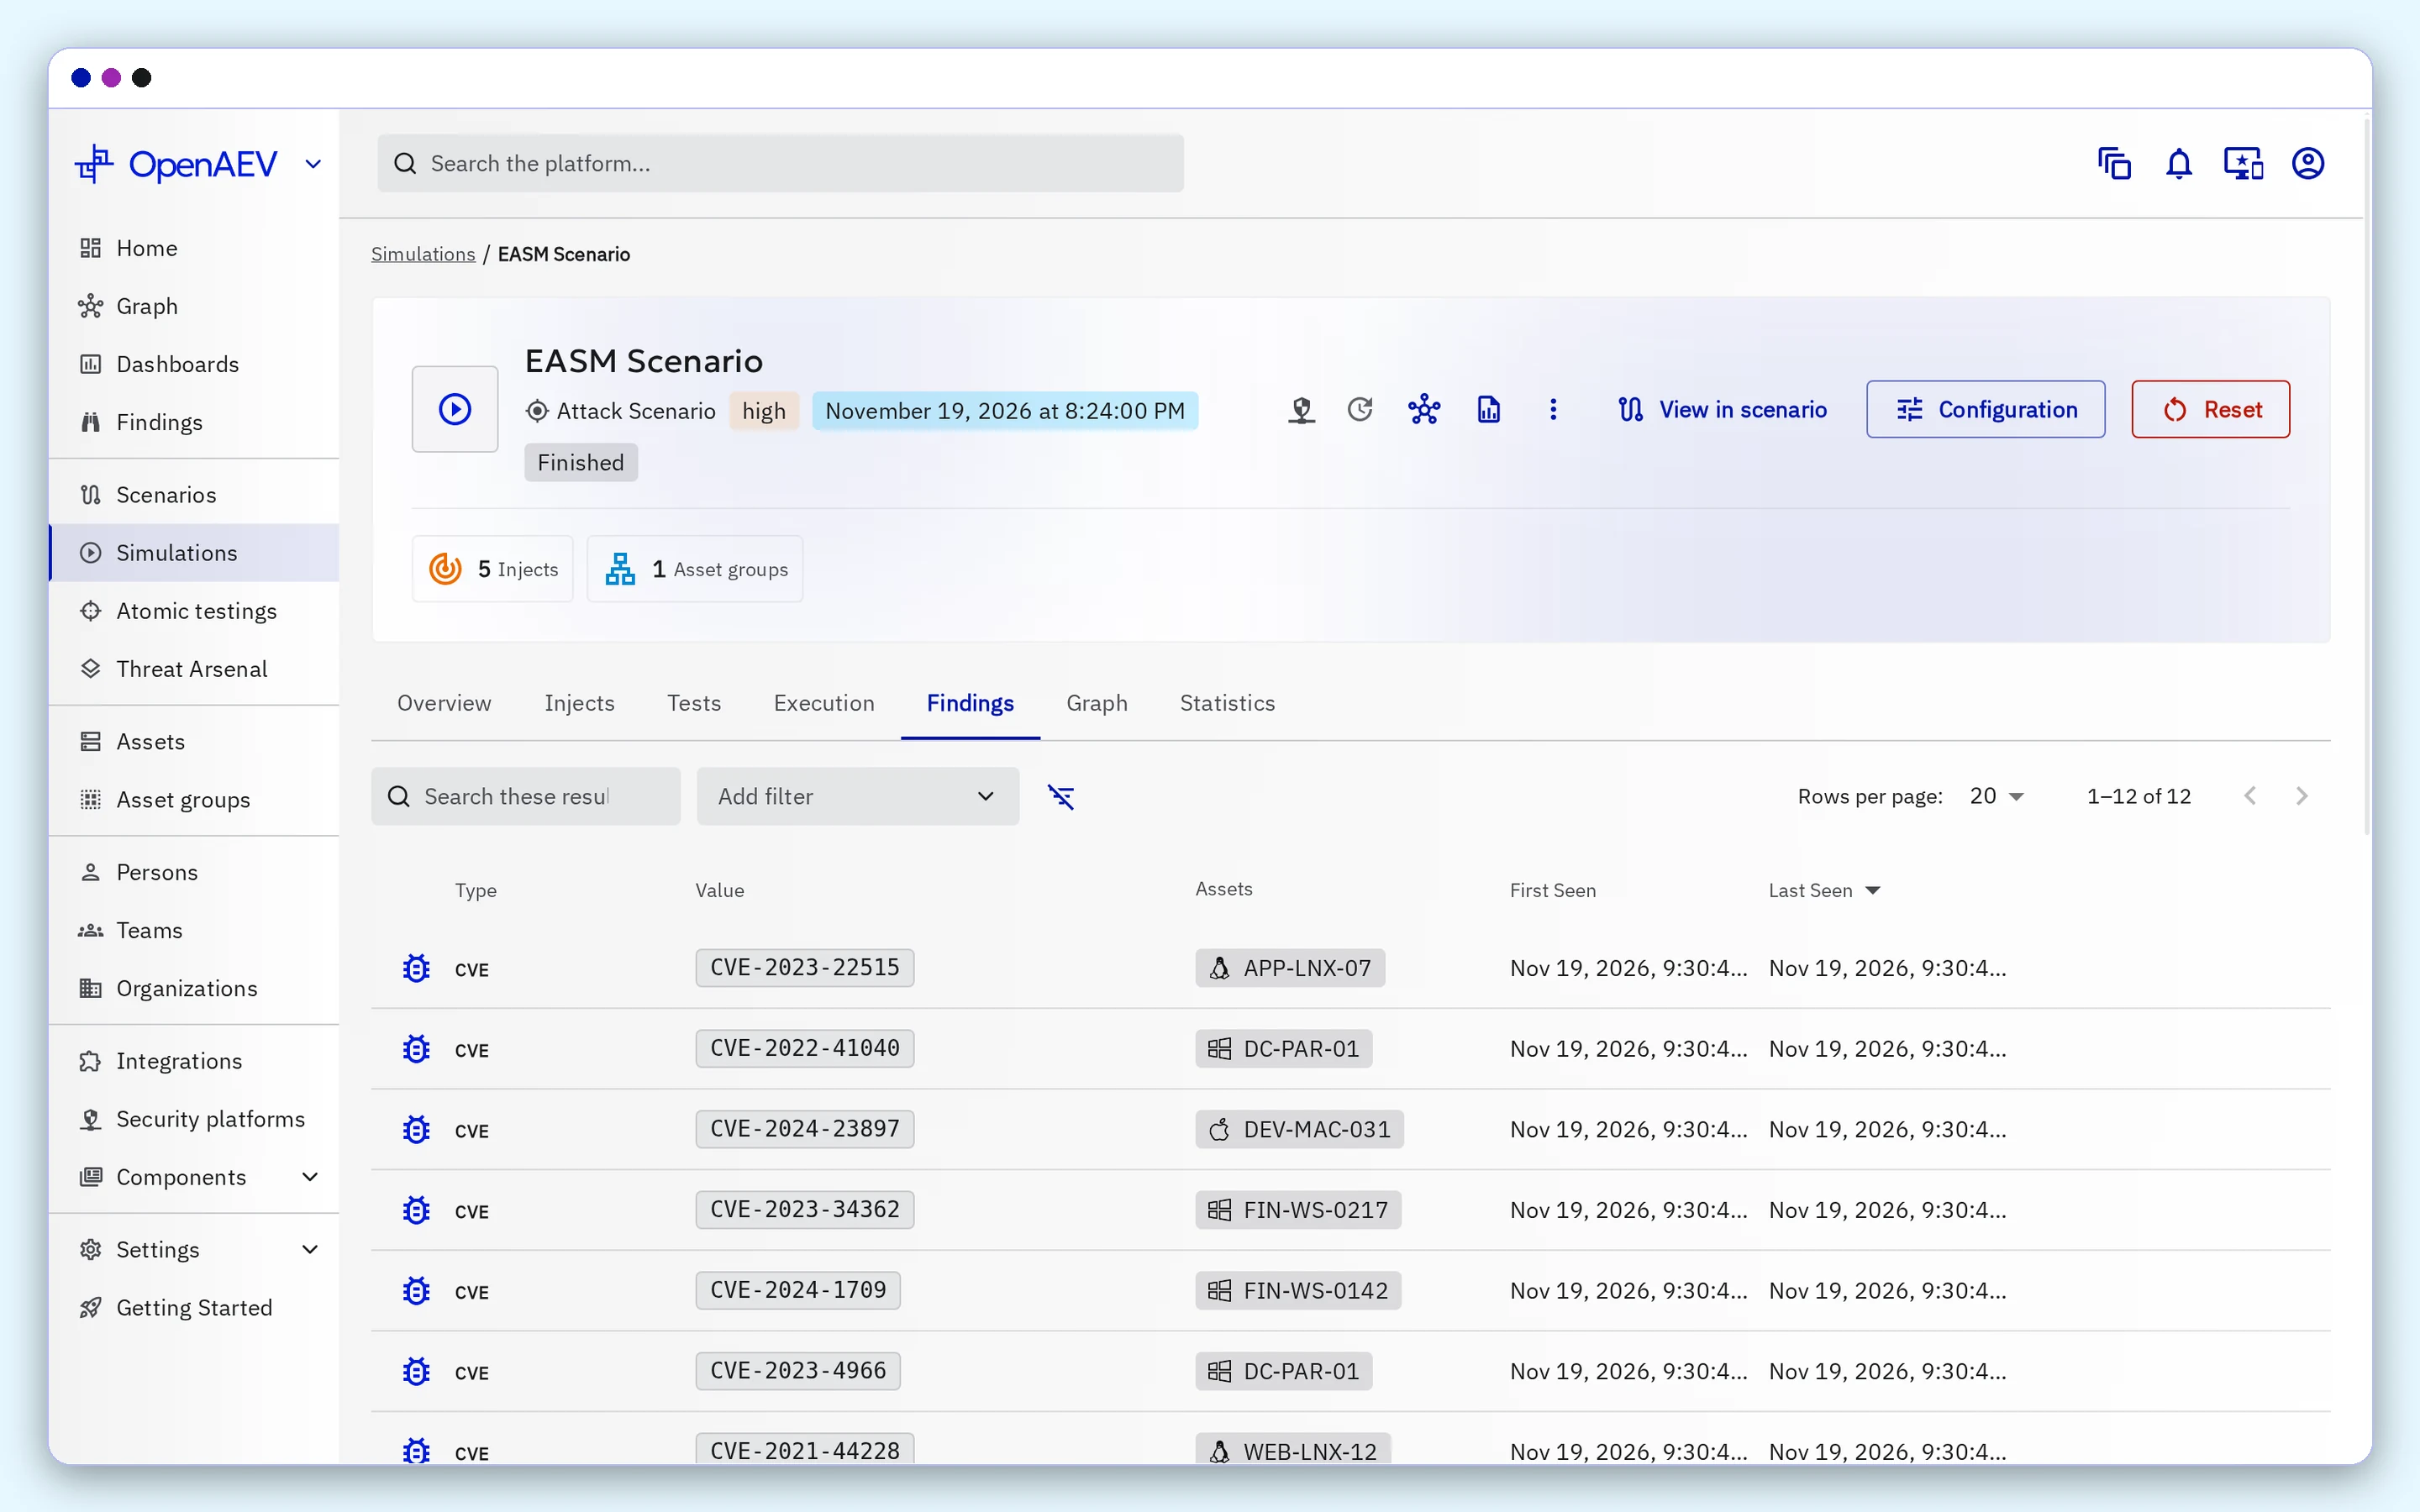 OpenAEV
Search the platform...
Home
Graph
Dashboards
Findings
Scenarios
Simulations
Atomic testings
Threat Arsenal
Assets
Asset groups
Persons
Teams
Organizations
Integrations
Security platforms
Components
Settings
Getting Started
Simulations / EASM Scenario
EASM Scenario
Attack Scenario high November 19, 2026 at 8:24:00 PM
Finished
View in scenario Configuration Reset
5 Injects 1 Asset groups
Overview Injects Tests Execution Findings Graph Statistics
Search these resul Add filter Rows per page: 20 1–12 of 12
Type Value Assets First Seen Last Seen
CVE CVE-2023-22515 APP-LNX-07 Nov 19, 2026, 9:30:4... Nov 19, 2026, 9:30:4...
CVE CVE-2022-41040 DC-PAR-01 Nov 19, 2026, 9:30:4... Nov 19, 2026, 9:30:4...
CVE CVE-2024-23897 DEV-MAC-031 Nov 19, 2026, 9:30:4... Nov 19, 2026, 9:30:4...
CVE CVE-2023-34362 FIN-WS-0217 Nov 19, 2026, 9:30:4... Nov 19, 2026, 9:30:4...
CVE CVE-2024-1709 FIN-WS-0142 Nov 19, 2026, 9:30:4... Nov 19, 2026, 9:30:4...
CVE CVE-2023-4966 DC-PAR-01 Nov 19, 2026, 9:30:4... Nov 19, 2026, 9:30:4...
CVE CVE-2021-44228 WEB-LNX-12 Nov 19, 2026, 9:30:4... Nov 19, 2026, 9:30:4...